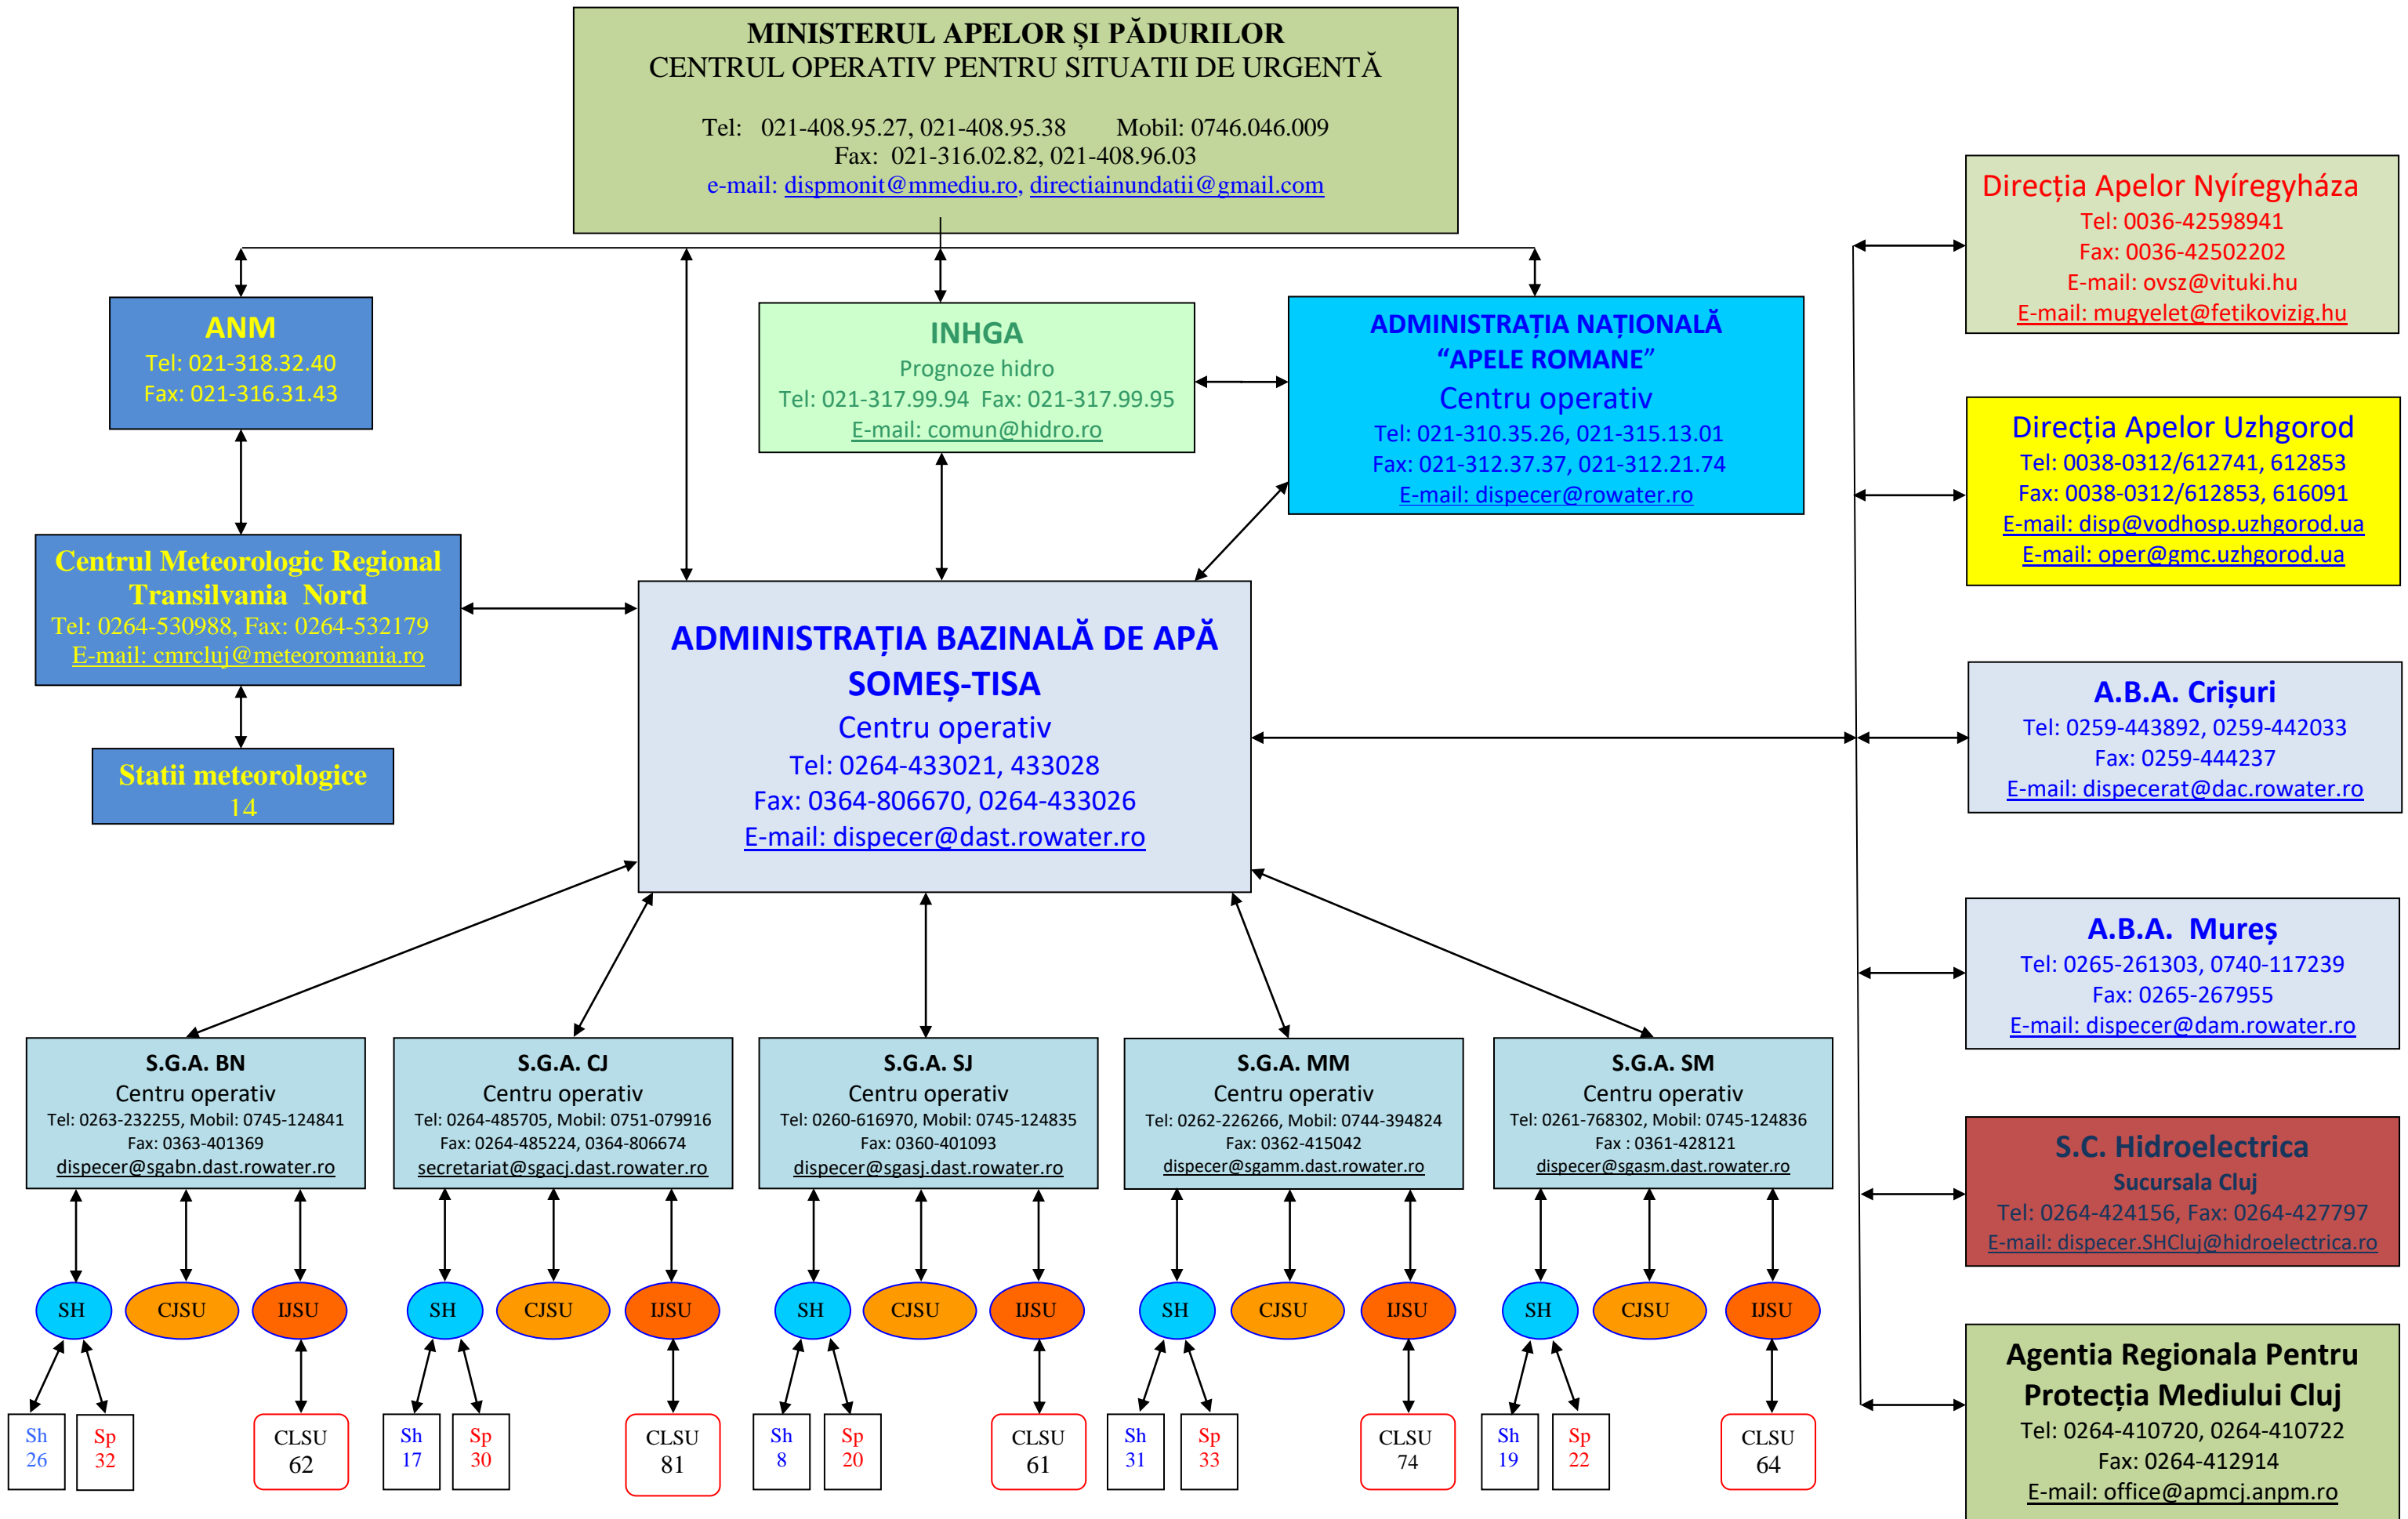 MINISTERUL APELOR ȘI PĂDURILOR
CENTRUL OPERATIV PENTRU SITUATII DE URGENTĂ
Tel: 021-408.95.27, 021-408.95.38 Mobil: 0746.046.009
Fax: 021-316.02.82, 021-408.96.03
e-mail: dispmonit@mmediu.ro, directiainundatii@gmail.com
ANM
Tel: 021-318.32.40
Fax: 021-316.31.43
INHGA
Prognoze hidro
Tel: 021-317.99.94 Fax: 021-317.99.95
E-mail: comun@hidro.ro
ADMINISTRAȚIA NAȚIONALĂ
“APELE ROMANE”
Centru operativ
Tel: 021-310.35.26, 021-315.13.01
Fax: 021-312.37.37, 021-312.21.74
E-mail: dispecer@rowater.ro
Centrul Meteorologic Regional
Transilvania Nord
Tel: 0264-530988, Fax: 0264-532179
E-mail: cmrcluj@meteoromania.ro
Statii meteorologice
14
ADMINISTRAȚIA BAZINALĂ DE APĂ
SOMEȘ-TISA
Centru operativ
Tel: 0264-433021, 433028
Fax: 0364-806670, 0264-433026
E-mail: dispecer@dast.rowater.ro
Direcția Apelor Nyíregyháza
Tel: 0036-42598941
Fax: 0036-42502202
E-mail: ovsz@vituki.hu
E-mail: mugyelet@fetikovizig.hu
Direcția Apelor Uzhgorod
Tel: 0038-0312/612741, 612853
Fax: 0038-0312/612853, 616091
E-mail: disp@vodhosp.uzhgorod.ua
E-mail: oper@gmc.uzhgorod.ua
A.B.A. Crișuri
Tel: 0259-443892, 0259-442033
Fax: 0259-444237
E-mail: dispecerat@dac.rowater.ro
A.B.A. Mureș
Tel: 0265-261303, 0740-117239
Fax: 0265-267955
E-mail: dispecer@dam.rowater.ro
S.C. Hidroelectrica
Sucursala Cluj
Tel: 0264-424156, Fax: 0264-427797
E-mail: dispecer.SHCluj@hidroelectrica.ro
Agentia Regionala Pentru
Protecția Mediului Cluj
Tel: 0264-410720, 0264-410722
Fax: 0264-412914
E-mail: office@apmcj.anpm.ro
S.G.A. BN
Centru operativ
Tel: 0263-232255, Mobil: 0745-124841
Fax: 0363-401369
dispecer@sgabn.dast.rowater.ro
S.G.A. CJ
Centru operativ
Tel: 0264-485705, Mobil: 0751-079916
Fax: 0264-485224, 0364-806674
secretariat@sgacj.dast.rowater.ro
S.G.A. SJ
Centru operativ
Tel: 0260-616970, Mobil: 0745-124835
Fax: 0360-401093
dispecer@sgasj.dast.rowater.ro
S.G.A. MM
Centru operativ
Tel: 0262-226266, Mobil: 0744-394824
Fax: 0362-415042
dispecer@sgamm.dast.rowater.ro
S.G.A. SM
Centru operativ
Tel: 0261-768302, Mobil: 0745-124836
Fax : 0361-428121
dispecer@sgasm.dast.rowater.ro
SH
CJSU
IJSU
SH
CJSU
IJSU
SH
CJSU
IJSU
SH
CJSU
IJSU
SH
CJSU
IJSU
Sh
26
Sp
32
CLSU
62
Sh
17
Sp
30
CLSU
81
Sh
8
Sp
20
CLSU
61
Sh
31
Sp
33
CLSU
74
Sh
19
Sp
22
CLSU
64